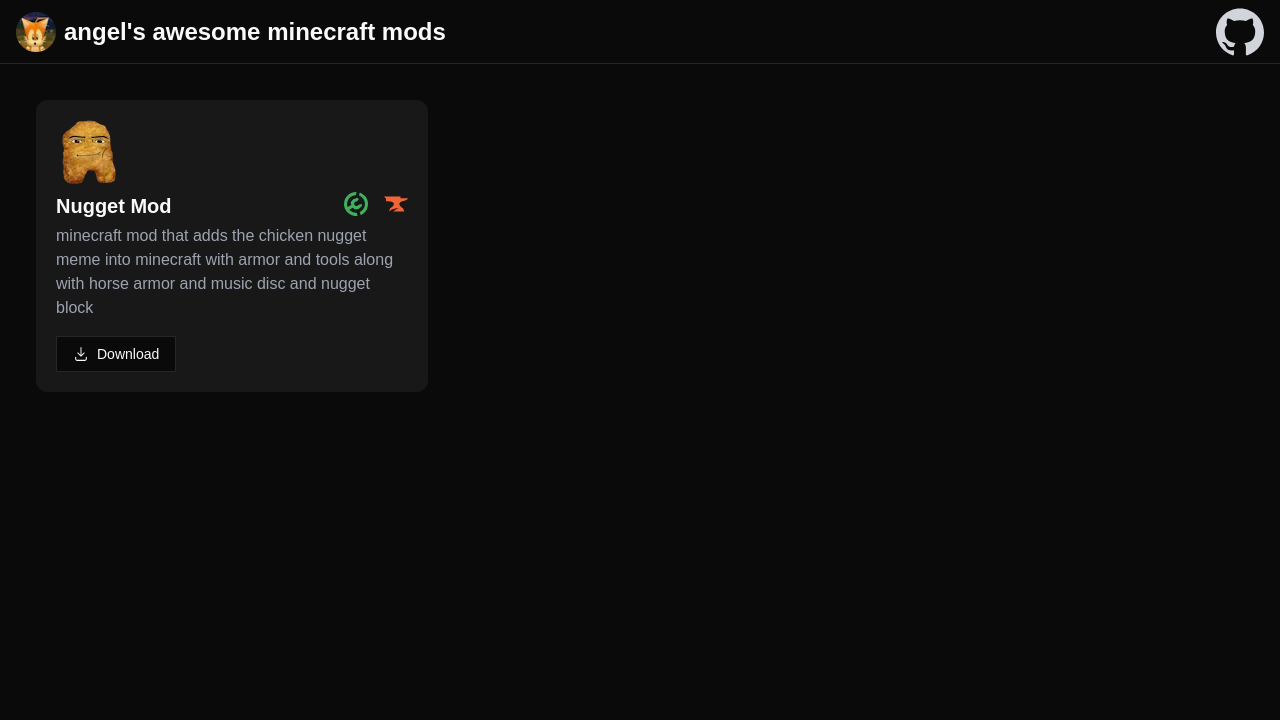 angel's awesome minecraft mods
Nugget Mod
minecraft mod that adds the chicken nugget
meme into minecraft with armor and tools along
with horse armor and music disc and nugget
block
Download